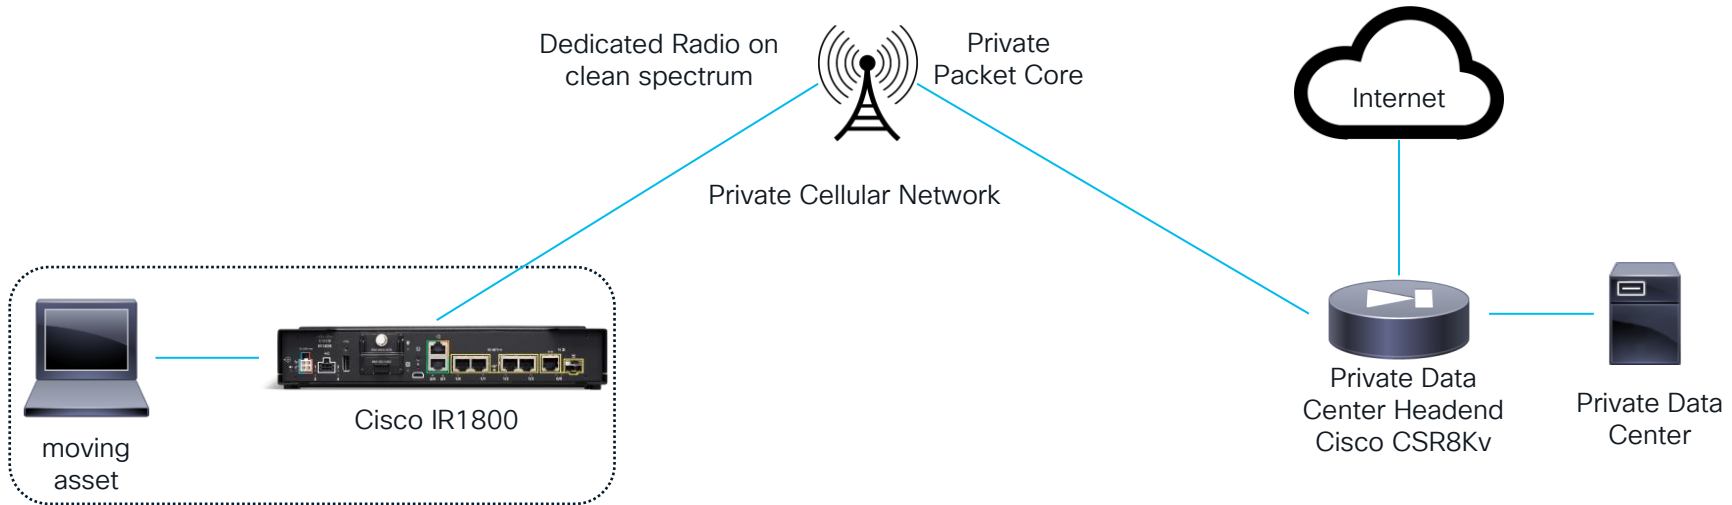 Dedicated Radio on
clean spectrum
Private
Packet Core
Internet
Private Cellular Network
Cisco IR1800
moving
asset
Private Data
Center Headend
Cisco CSR8Kv
Private Data
Center